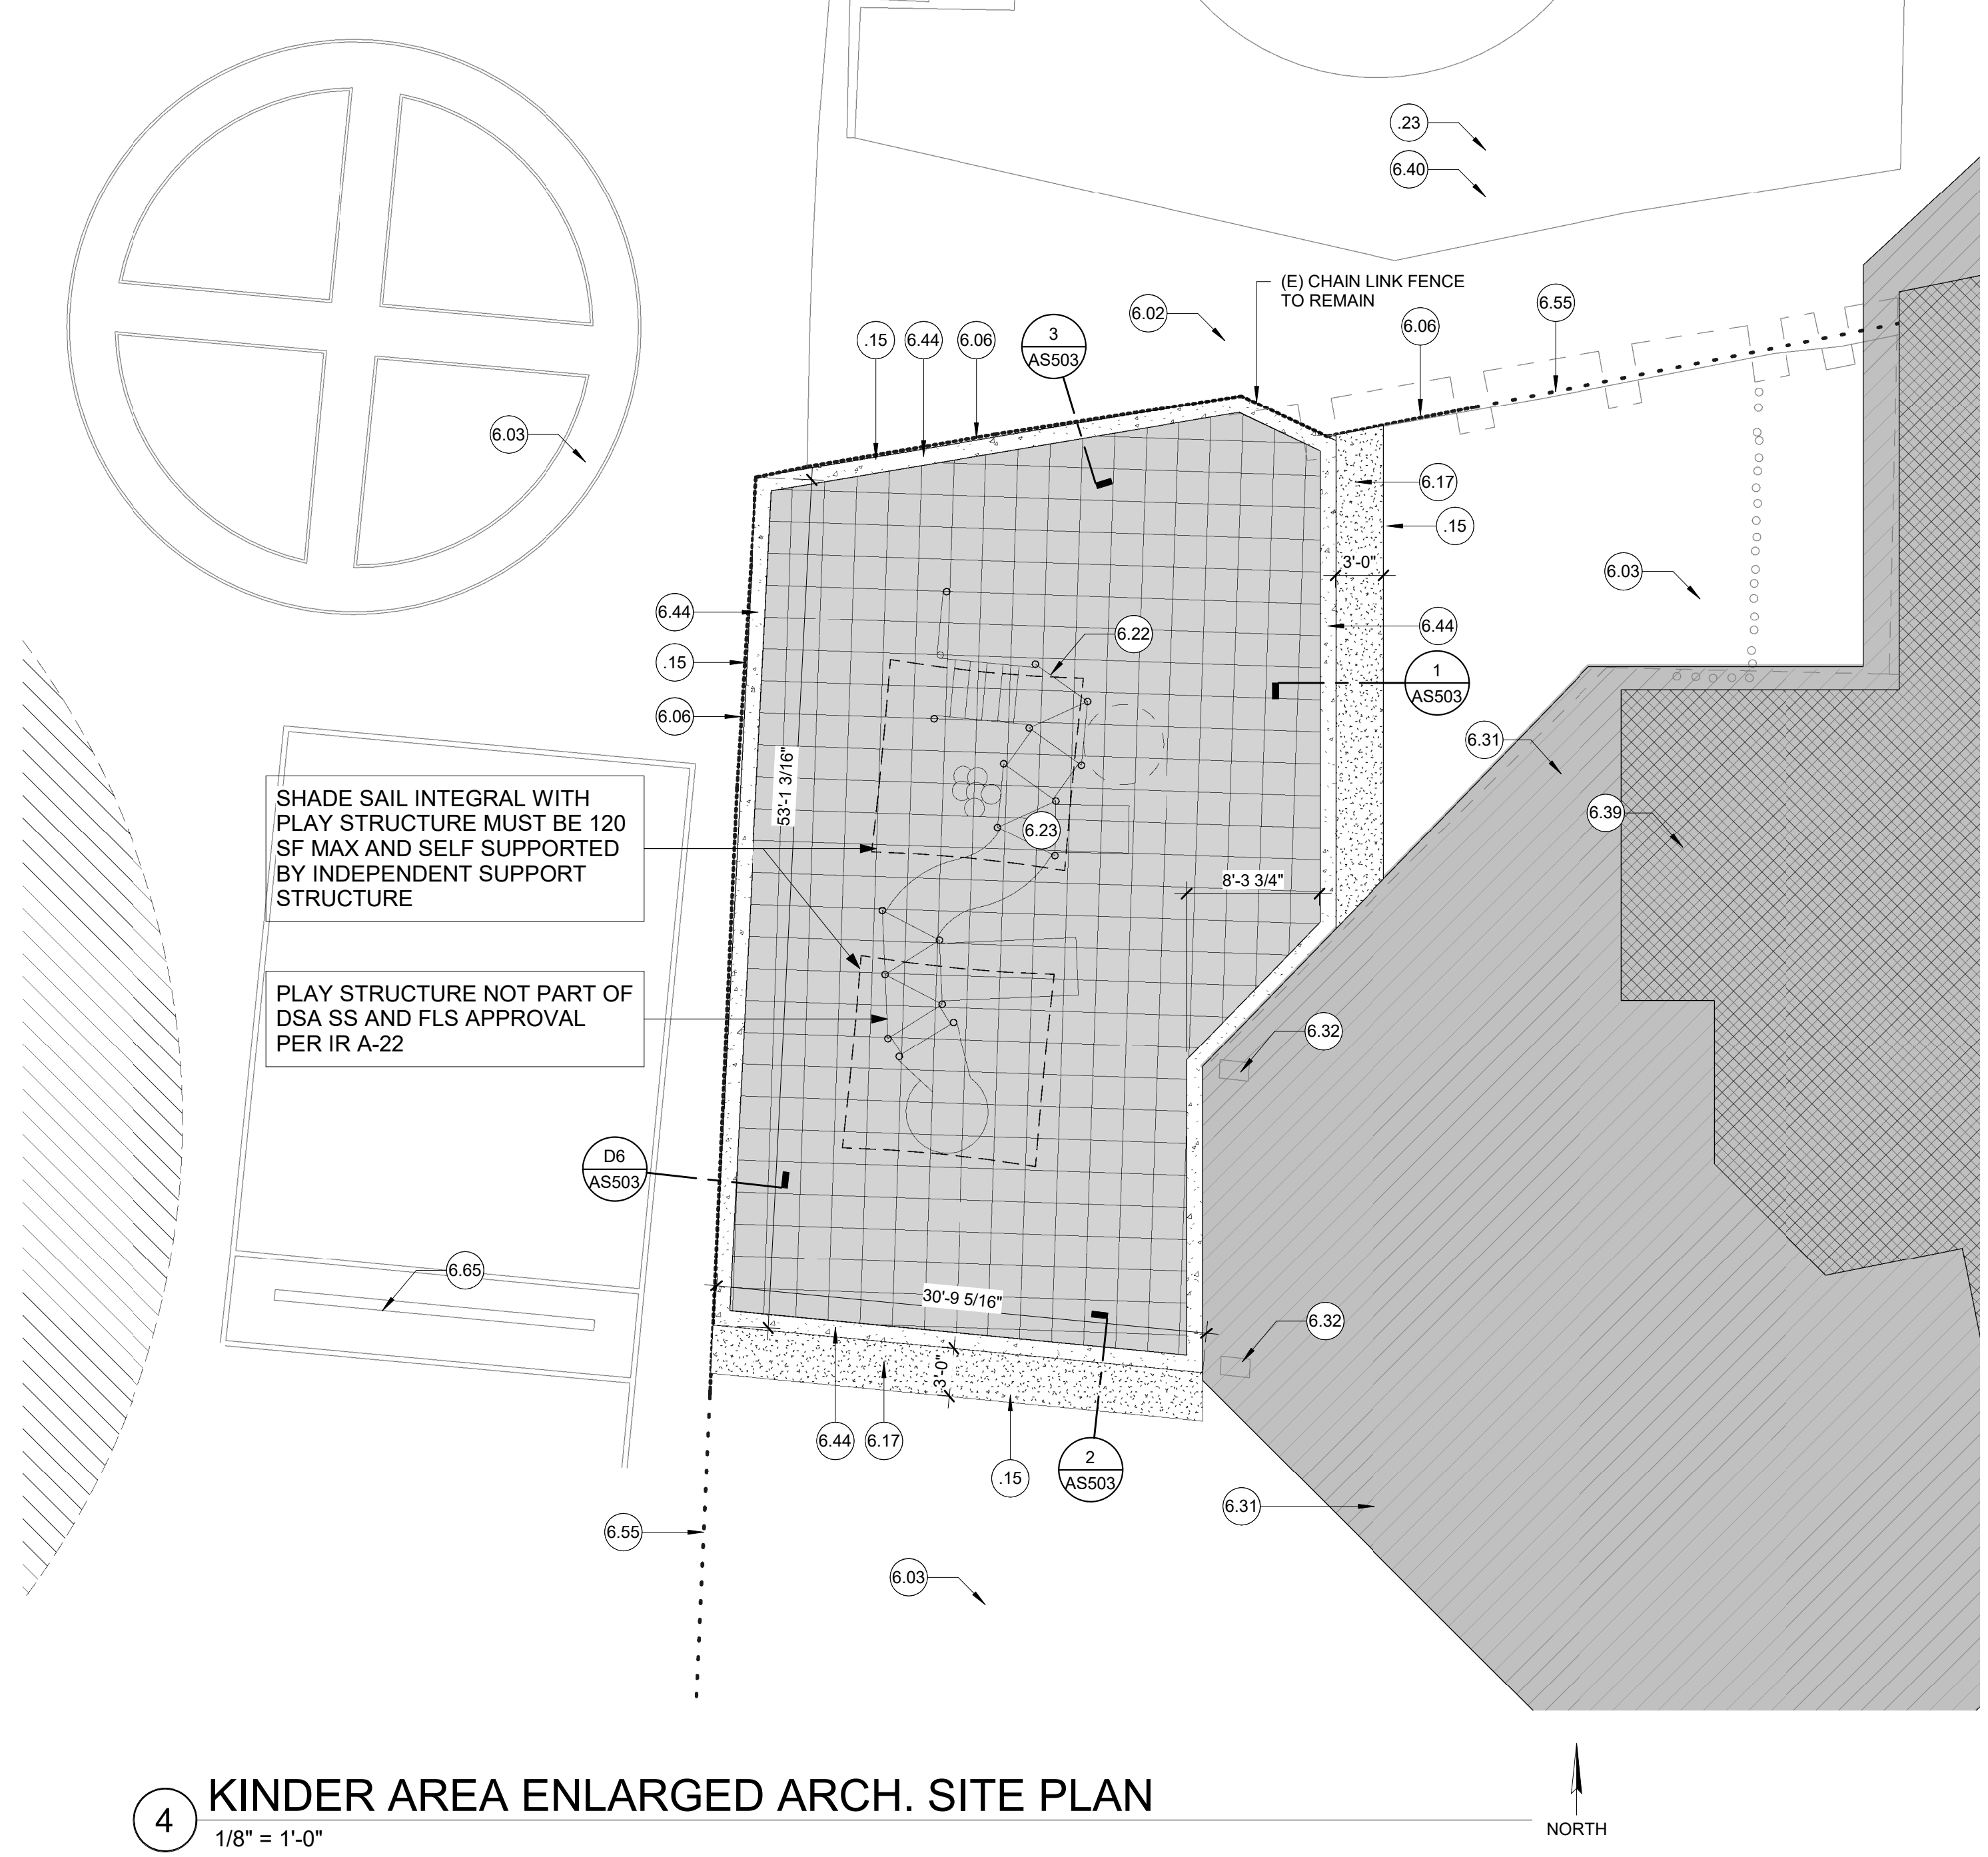 .23
6.40
(E) CHAIN LINK FENCE
TO REMAIN
6.55
6.02
6.06
.15
6.44
6.06
3
AS503
6.03
6.17
.15
3'-0"
6.03
6.44
6.22
6.44
.15
1
AS503
6.06
6.31
53'-1 3/16"
SHADE SAIL INTEGRAL WITH
PLAY STRUCTURE MUST BE 120
SF MAX AND SELF SUPPORTED
BY INDEPENDENT SUPPORT
STRUCTURE
6.23
6.39
8'-3 3/4"
PLAY STRUCTURE NOT PART OF
DSA SS AND FLS APPROVAL
PER IR A-22
6.32
D6
AS503
6.65
30'-9 5/16"
6.32
3'-0"
6.44
6.17
.15
2
AS503
6.31
6.55
6.03
4
KINDER AREA ENLARGED ARCH. SITE PLAN
1/8" = 1'-0"
NORTH